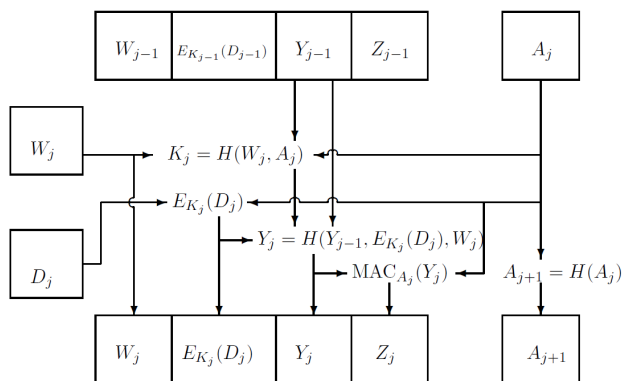 W_{j−1} E_{K_{j−1}}(D_{j−1}) Y_{j−1} Z_{j−1} A_j
W_j K_j = H(W_j, A_j)
E_{K_j}(D_j)
Y_j = H(Y_{j−1}, E_{K_j}(D_j), W_j)
D_j MAC_{A_j}(Y_j) A_{j+1} = H(A_j)
W_j E_{K_j}(D_j) Y_j Z_j A_{j+1}